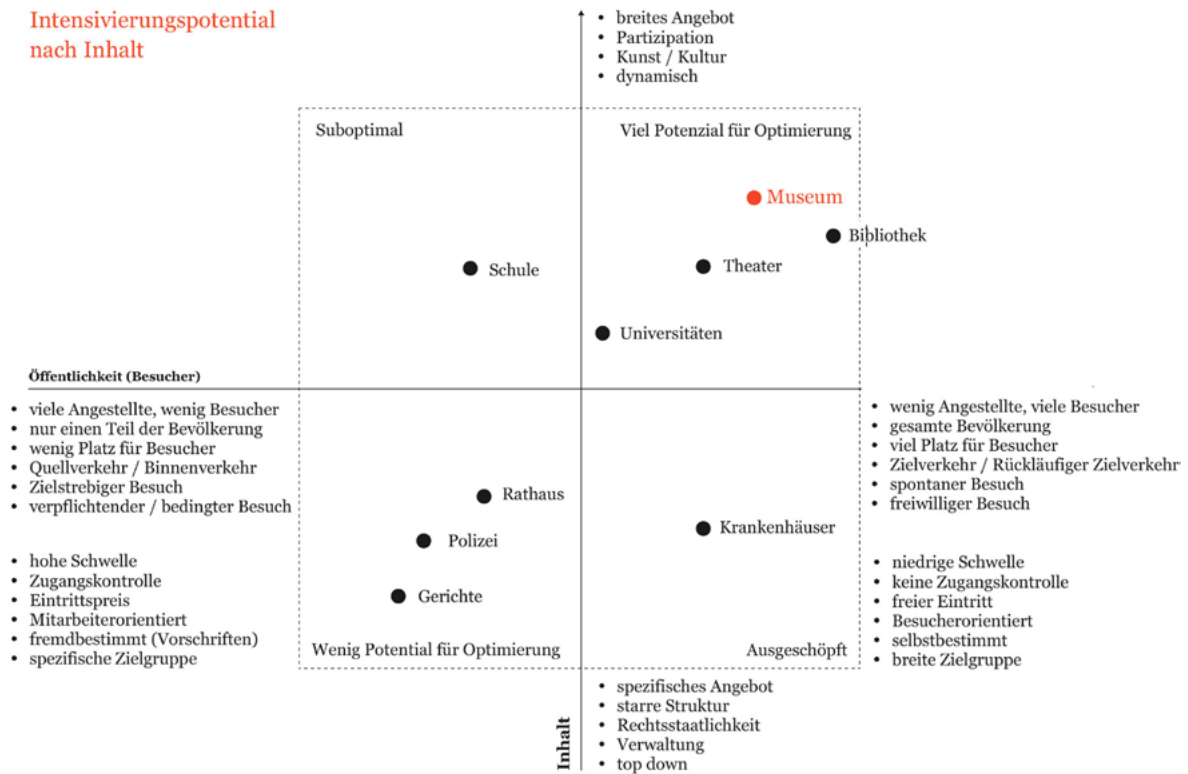 Intensivierungspotential
nach Inhalt
• breites Angebot
• Partizipation
• Kunst / Kultur
• dynamisch
Suboptimal
Viel Potenzial für Optimierung
Museum
Bibliothek
Theater
Schule
Universitäten
Öffentlichkeit (Besucher)
• viele Angestellte, wenig Besucher
• nur einen Teil der Bevölkerung
• wenig Platz für Besucher
• Quellverkehr / Binnenverkehr
• Zielstrebiger Besuch
• verpflichtender / bedingter Besuch
• hohe Schwelle
• Zugangskontrolle
• Eintrittspreis
• Mitarbeiterorientiert
• fremdbestimmt (Vorschriften)
• spezifische Zielgruppe
• wenig Angestellte, viele Besucher
• gesamte Bevölkerung
• viel Platz für Besucher
• Zielverkehr / Rückläufiger Zielverkehr
• spontaner Besuch
• freiwilliger Besuch
• niedrige Schwelle
• keine Zugangskontrolle
• freier Eintritt
• Besucherorientiert
• selbstbestimmt
• breite Zielgruppe
Rathaus
Polizei
Gerichte
Krankenhäuser
Wenig Potential für Optimierung
Ausgeschöpft
Inhalt
• spezifisches Angebot
• starre Struktur
• Rechtsstaatlichkeit
• Verwaltung
• top down